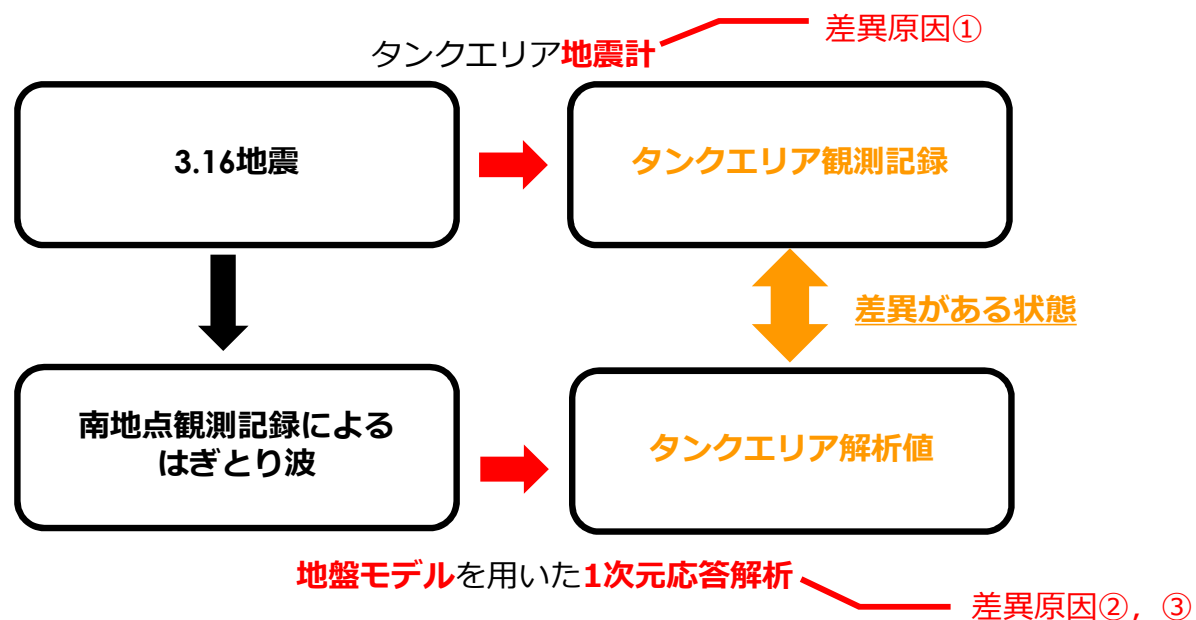 差異原因①
タンクエリア地震計
3.16地震
タンクエリア観測記録
差異がある状態
南地点観測記録による
はぎとり波
タンクエリア解析値
地盤モデルを用いた1次元応答解析
差異原因②，③